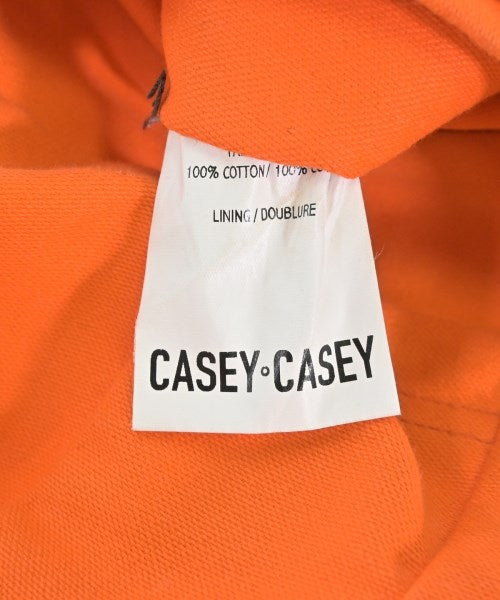 100% COTTON/ 100%
LINING / DOUBLURE
CASEY°CASEY